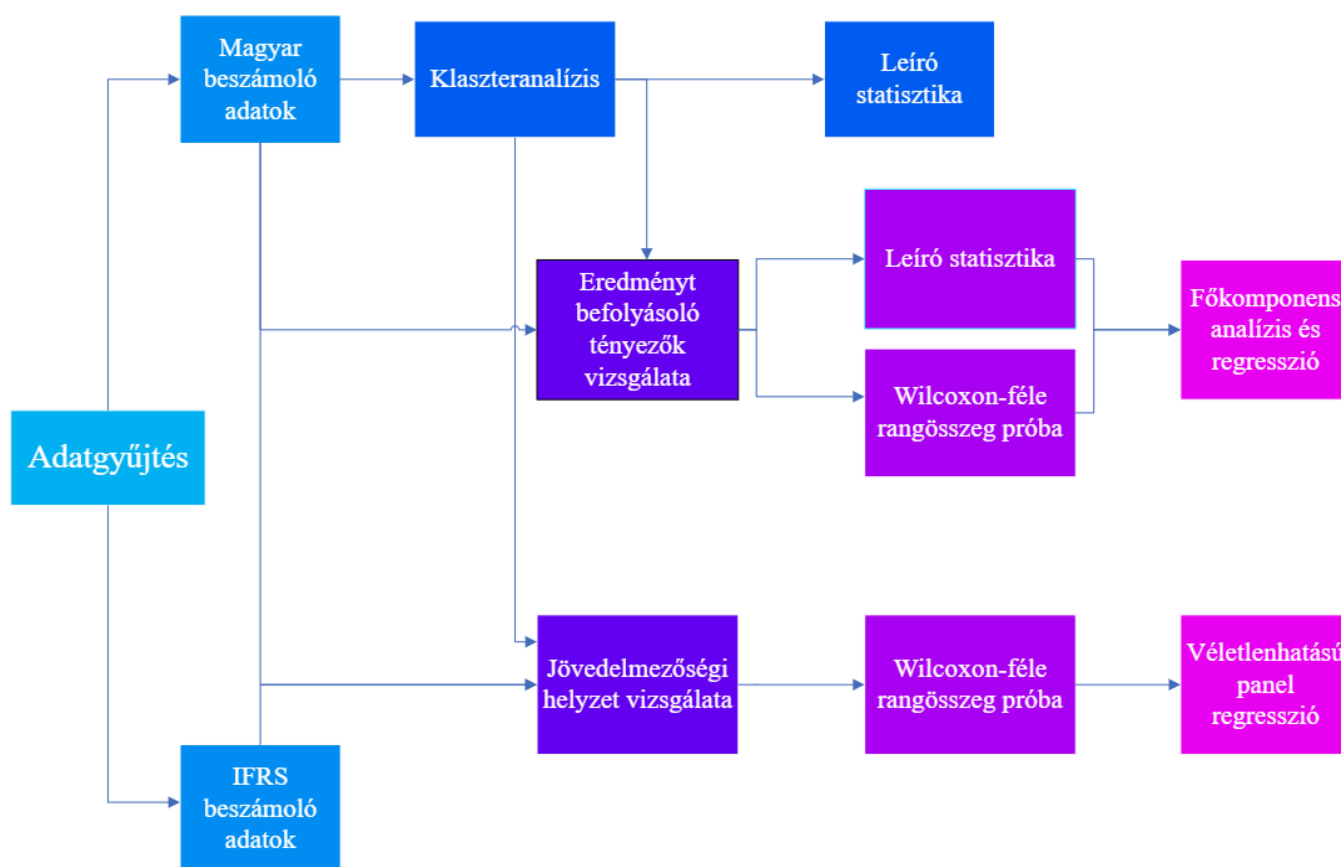 Magyar
beszámoló
adatok
Klaszteranalízis
Leíró
statisztika
Leíró statisztika
Eredményt
befolyásoló
tényezők
vizsgálata
Főkomponens
analízis és
regresszió
Wilcoxon-féle
rangösszeg próba
Adatgyűjtés
Jövedelmezőségi
helyzet vizsgálata
Wilcoxon-féle
rangösszeg próba
Véletlenhatású
panel
regresszió
IFRS
beszámoló
adatok